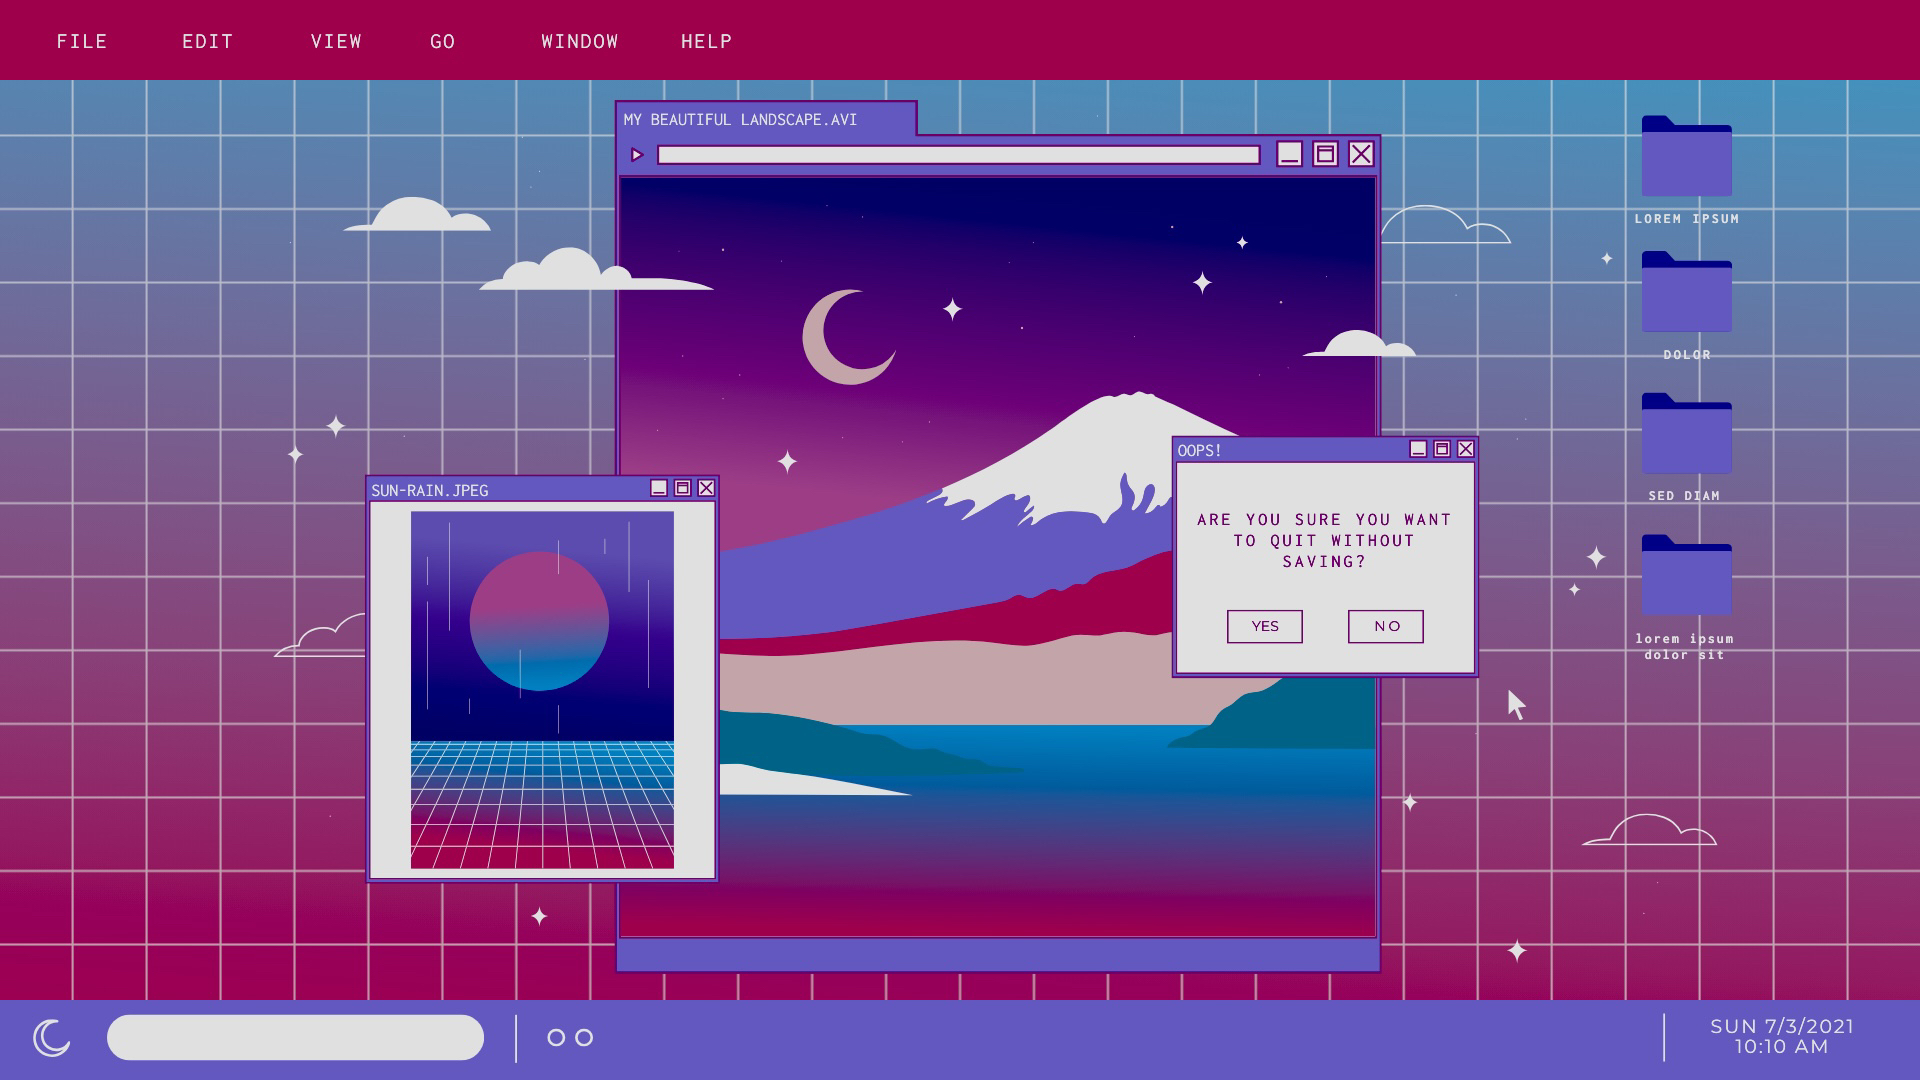 FILE EDIT VIEW GO WINDOW HELP
MY BEAUTIFUL LANDSCAPE.AVI
LOREM IPSUM
DOLOR
SED DIAM
lorem ipsum
dolor sit
OOPS!
ARE YOU SURE YOU WANT
TO QUIT WITHOUT
SAVING?
YES NO
SUN-RAIN.JPEG
SUN 7/3/2021
10:10 AM